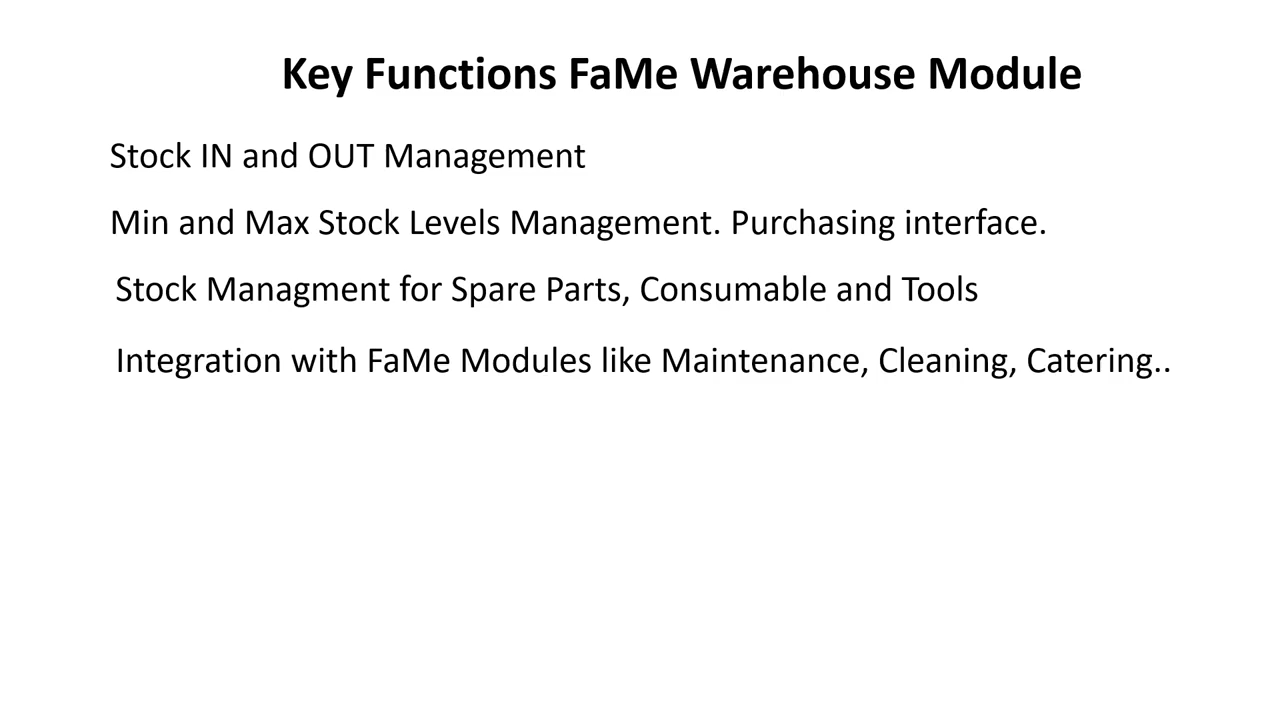 Key Functions FaMe Warehouse Module
Stock IN and OUT Management
Min and Max Stock Levels Management. Purchasing interface.
Stock Managment for Spare Parts, Consumable and Tools
Integration with FaMe Modules like Maintenance, Cleaning, Catering..